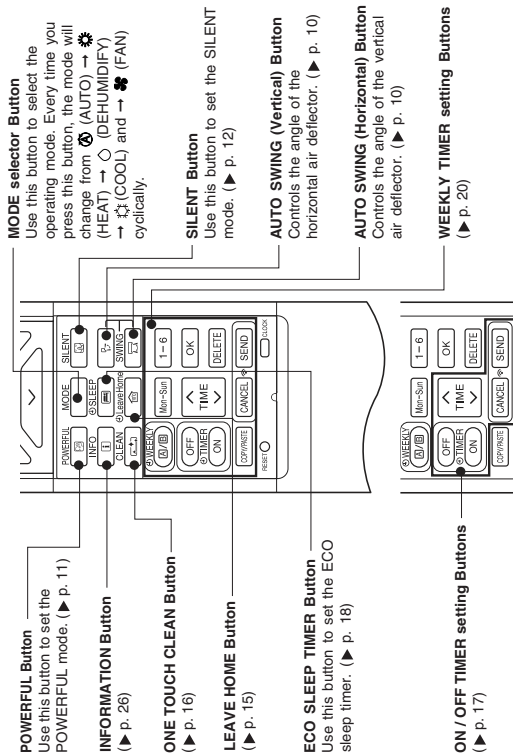 POWERFUL Button
Use this button to set the
POWERFUL mode. (▶ p. 11)
INFORMATION Button
(▶ p. 26)
ONE TOUCH CLEAN Button
(▶ p. 16)
LEAVE HOME Button
(▶ p. 15)
ECO SLEEP TIMER Button
Use this button to set the ECO
sleep timer. (▶ p. 18)
ON / OFF TIMER setting Buttons
(▶ p. 17)
POWERFUL MODE SILENT
INFO SLEEP
CLEAN LeaveHome SWING
WEEKLY
A/B Mon-Sun 1-6
OFF OK
TIMER TIME
ON DELETE
COPY/PASTE CANCEL SEND
RESET CLOCK
WEEKLY
A/B Mon-Sun 1-6
OFF OK
TIMER TIME
ON DELETE
COPY/PASTE CANCEL SEND
MODE selector Button
Use this button to select the
operating mode. Every time you
press this button, the mode will
change from (AUTO) →
(HEAT) → (DEHUMIDIFY)
→ (COOL) and → (FAN)
cyclically.
SILENT Button
Use this button to set the SILENT
mode. (▶ p. 12)
AUTO SWING (Vertical) Button
Controls the angle of the
horizontal air deflector. (▶ p. 10)
AUTO SWING (Horizontal) Button
Controls the angle of the vertical
air deflector. (▶ p. 10)
WEEKLY TIMER setting Buttons
(▶ p. 20)